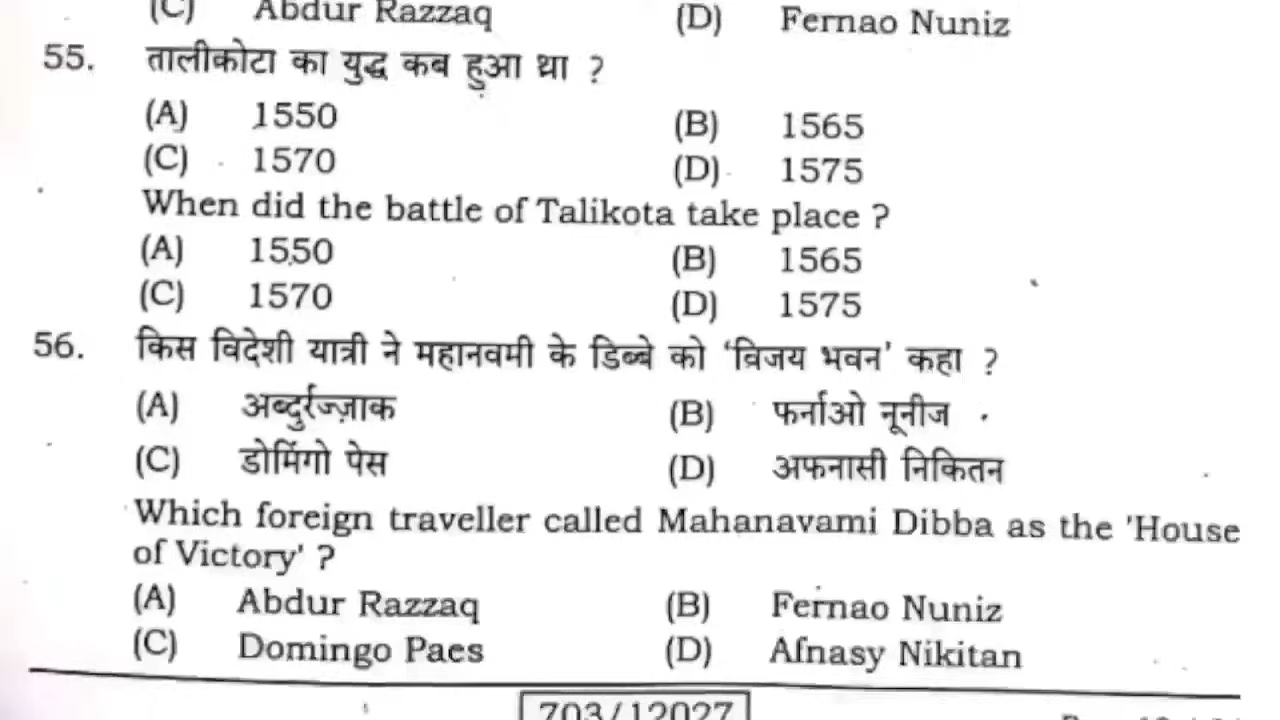 (C) Abdur Razzaq (D) Fernao Nuniz
55. तालीकोटा का युद्ध कब हुआ था ?
(A) 1550 (B) 1565
(C) 1570 (D) 1575
When did the battle of Talikota take place ?
(A) 1550 (B) 1565
(C) 1570 (D) 1575
56. किस विदेशी यात्री ने महानवमी के डिब्बे को ‘विजय भवन’ कहा ?
(A) अब्दुर्रज्ज़ाक (B) फर्नाओ नूनीज
(C) डोमिंगो पेस (D) अफनासी निकितन
Which foreign traveller called Mahanavami Dibba as the 'House
of Victory' ?
(A) Abdur Razzaq (B) Fernao Nuniz
(C) Domingo Paes (D) Afnasy Nikitan
703/12027